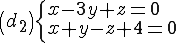 (d₂) { x-3y+z=0
x+y-z+4=0